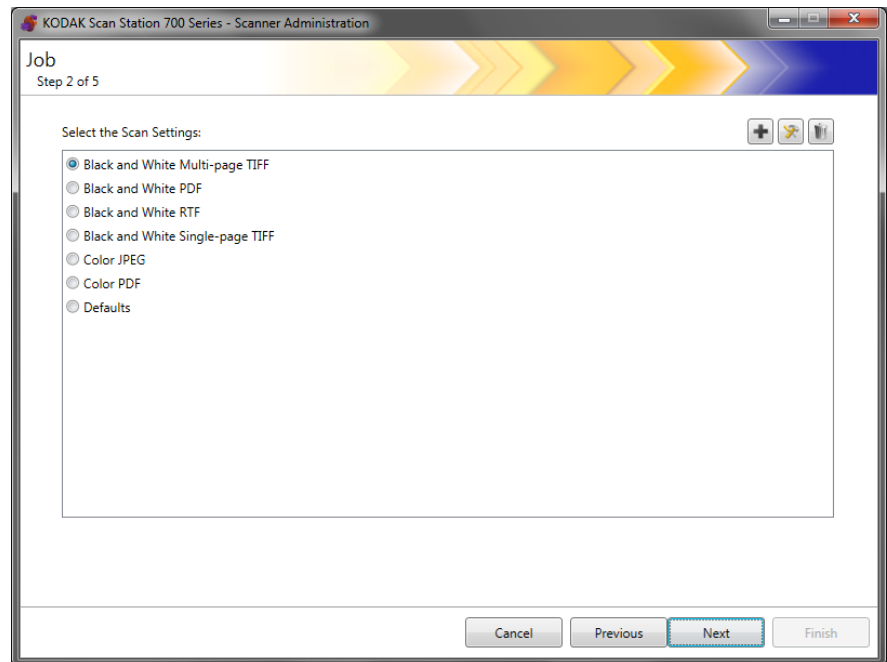 KODAK Scan Station 700 Series - Scanner Administration
Job
Step 2 of 5
Select the Scan Settings:
Black and White Multi-page TIFF
Black and White PDF
Black and White RTF
Black and White Single-page TIFF
Color JPEG
Color PDF
Defaults
Cancel Previous Next Finish